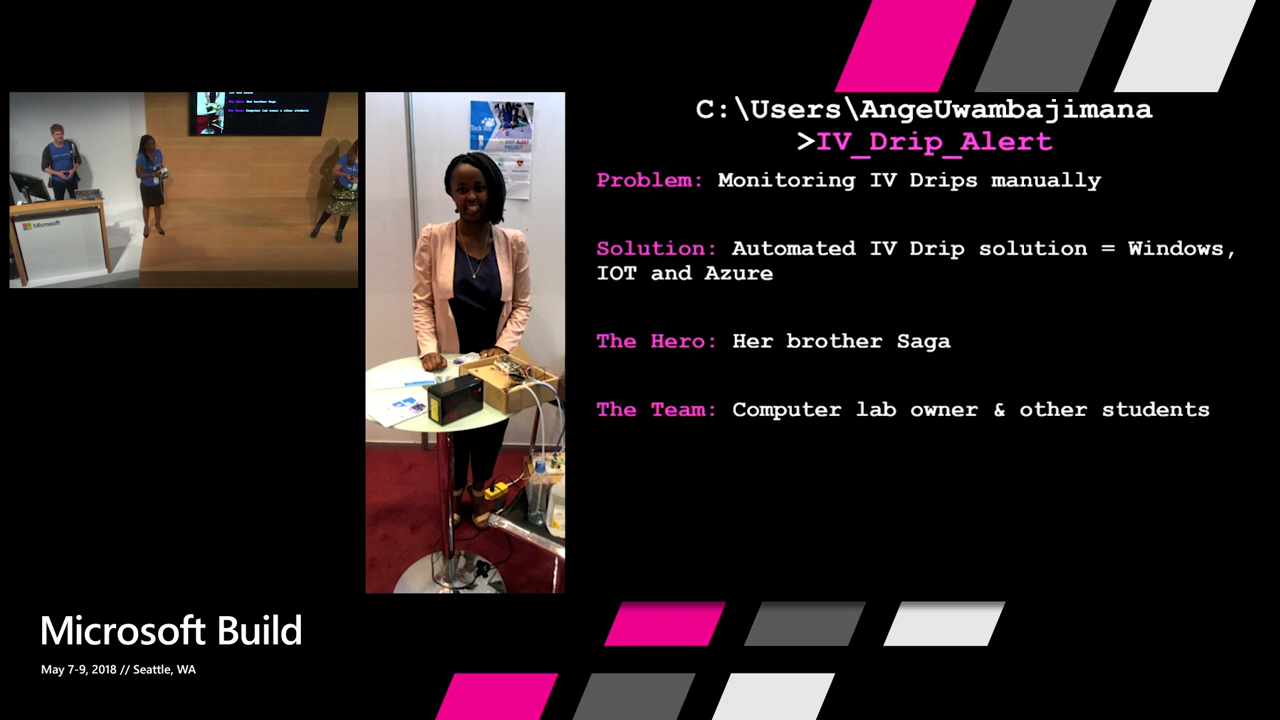 C:\Users\AngeUwambajimana
>IV_Drip_Alert
Problem: Monitoring IV Drips manually
Solution: Automated IV Drip solution = Windows,
IOT and Azure
The Hero: Her brother Saga
The Team: Computer lab owner & other students
Microsoft
Microsoft Build
May 7-9, 2018 // Seattle, WA